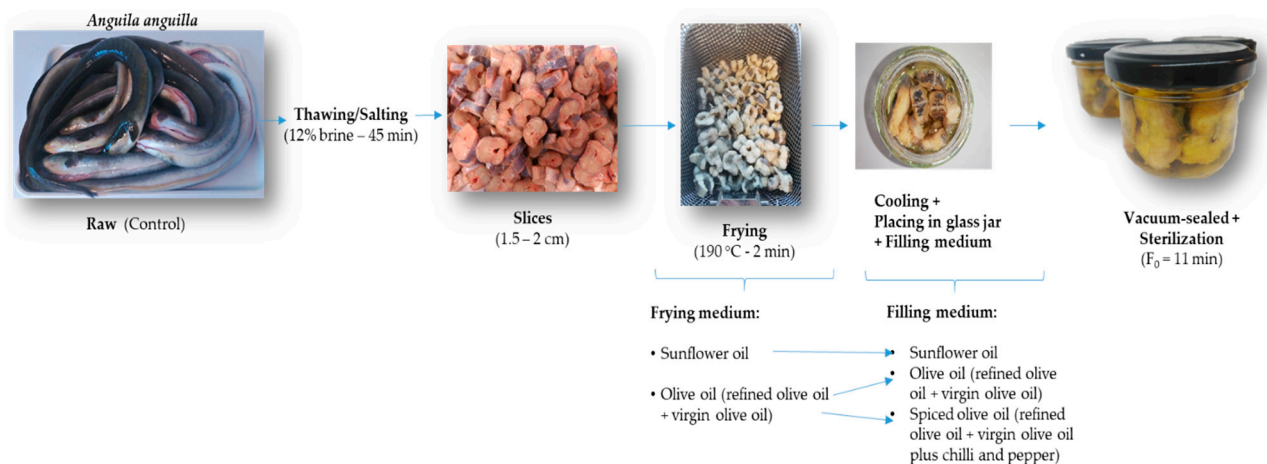 Anguila anguilla
Raw (Control)
Thawing/Salting
(12% brine – 45 min)
Slices
(1.5 – 2 cm)
Frying
(190 °C - 2 min)
Cooling +
Placing in glass jar
+ Filling medium
Vacuum-sealed +
Sterilization
(F₀ = 11 min)
Frying medium:
• Sunflower oil
• Olive oil (refined olive oil
+ virgin olive oil)
Filling medium:
• Sunflower oil
• Olive oil (refined olive
oil + virgin olive oil)
• Spiced olive oil (refined
olive oil + virgin olive oil
plus chilli and pepper)